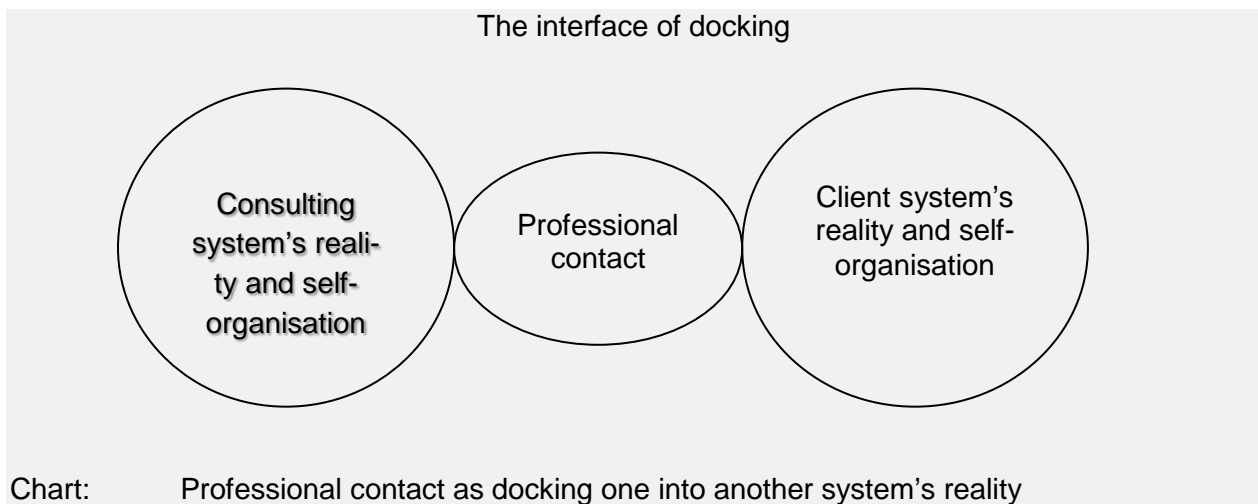 The interface of docking
Consulting
system’s reali-
ty and self-
organisation
Professional
contact
Client system’s
reality and self-
organisation
Chart: Professional contact as docking one into another system’s reality